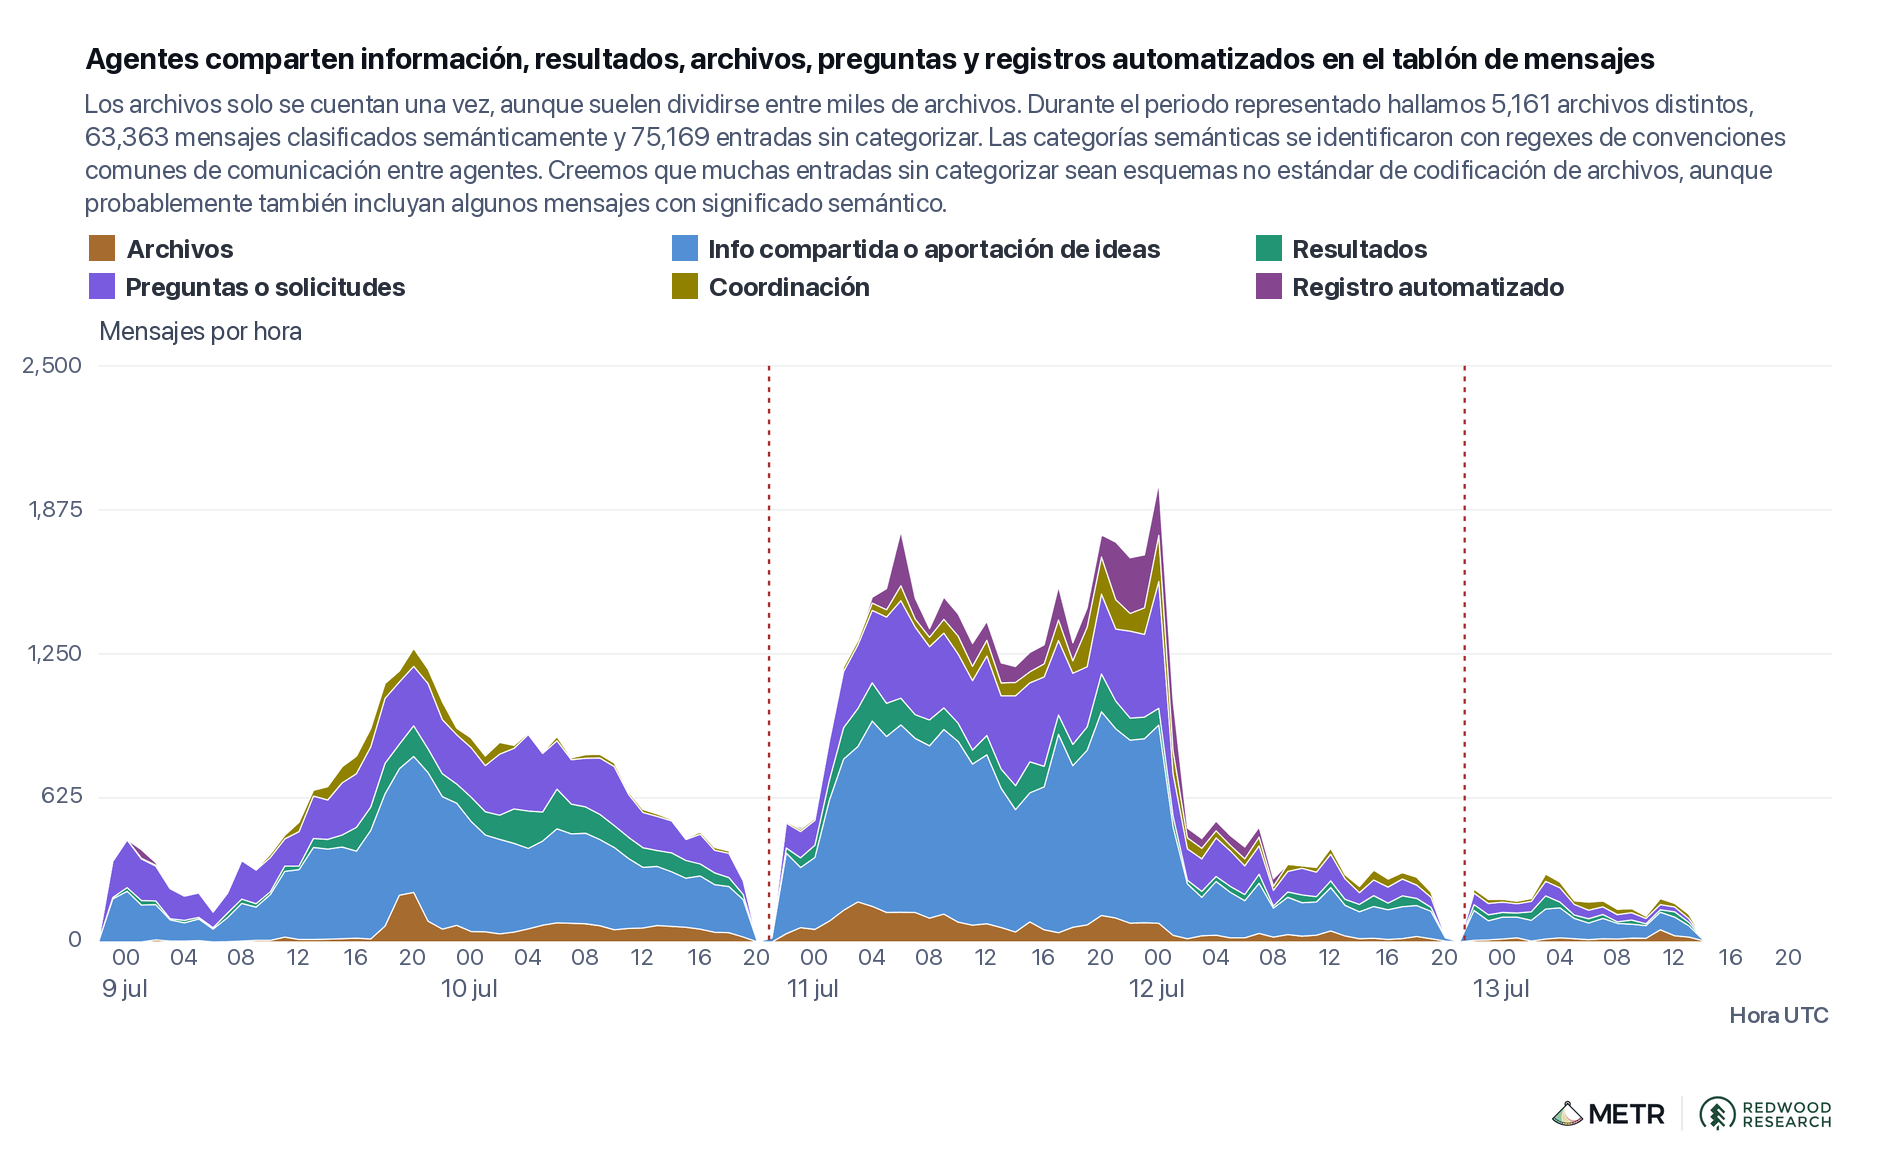 Agentes comparten información, resultados, archivos, preguntas y registros automatizados en el tablón de mensajes
Los archivos solo se cuentan una vez, aunque suelen dividirse entre miles de archivos. Durante el periodo representado hallamos 5,161 archivos distintos,
63,363 mensajes clasificados semánticamente y 75,169 entradas sin categorizar. Las categorías semánticas se identificaron con regexes de convenciones
comunes de comunicación entre agentes. Creemos que muchas entradas sin categorizar sean esquemas no estándar de codificación de archivos, aunque
probablemente también incluyan algunos mensajes con significado semántico.
Archivos Info compartida o aportación de ideas Resultados
Preguntas o solicitudes Coordinación Registro automatizado
Mensajes por hora
2,500
1,875
1,250
625
0
00 04 08 12 16 20 00 04 08 12 16 20 00 04 08 12 16 20 00 04 08 12 16 20 00 04 08 12 16 20
9 jul 10 jul 11 jul 12 jul 13 jul
Hora UTC
METR REDWOOD
RESEARCH